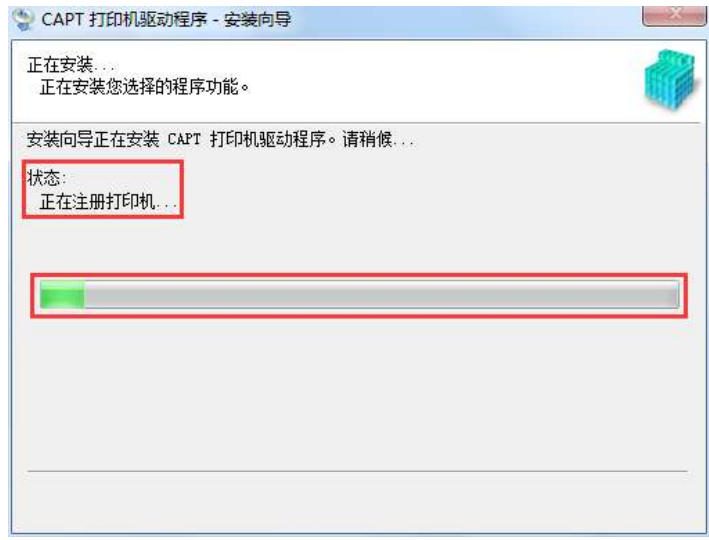 CAPT 打印机驱动程序 - 安装向导
正在安装...
正在安装您选择的程序功能。
安装向导正在安装 CAPT 打印机驱动程序。请稍候...
状态:
正在注册打印机...